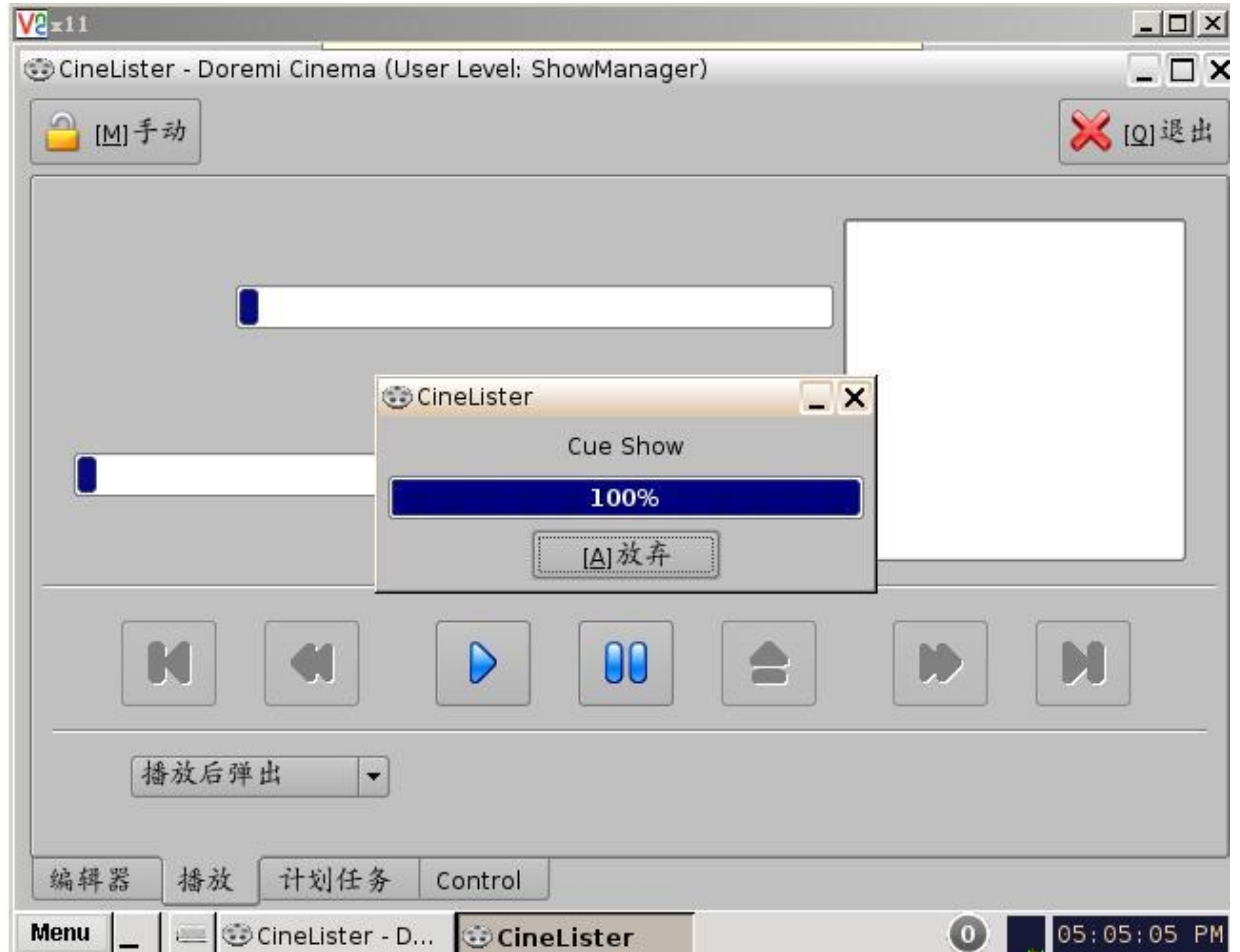 V2 x11
CineLister - Doremi Cinema (User Level: ShowManager)
[M]手动
[Q]退出
CineLister
Cue Show
100%
[A]放弃
播放后弹出
编辑器 播放 计划任务 Control
Menu CineLister - D... CineLister 0 05:05:05 PM